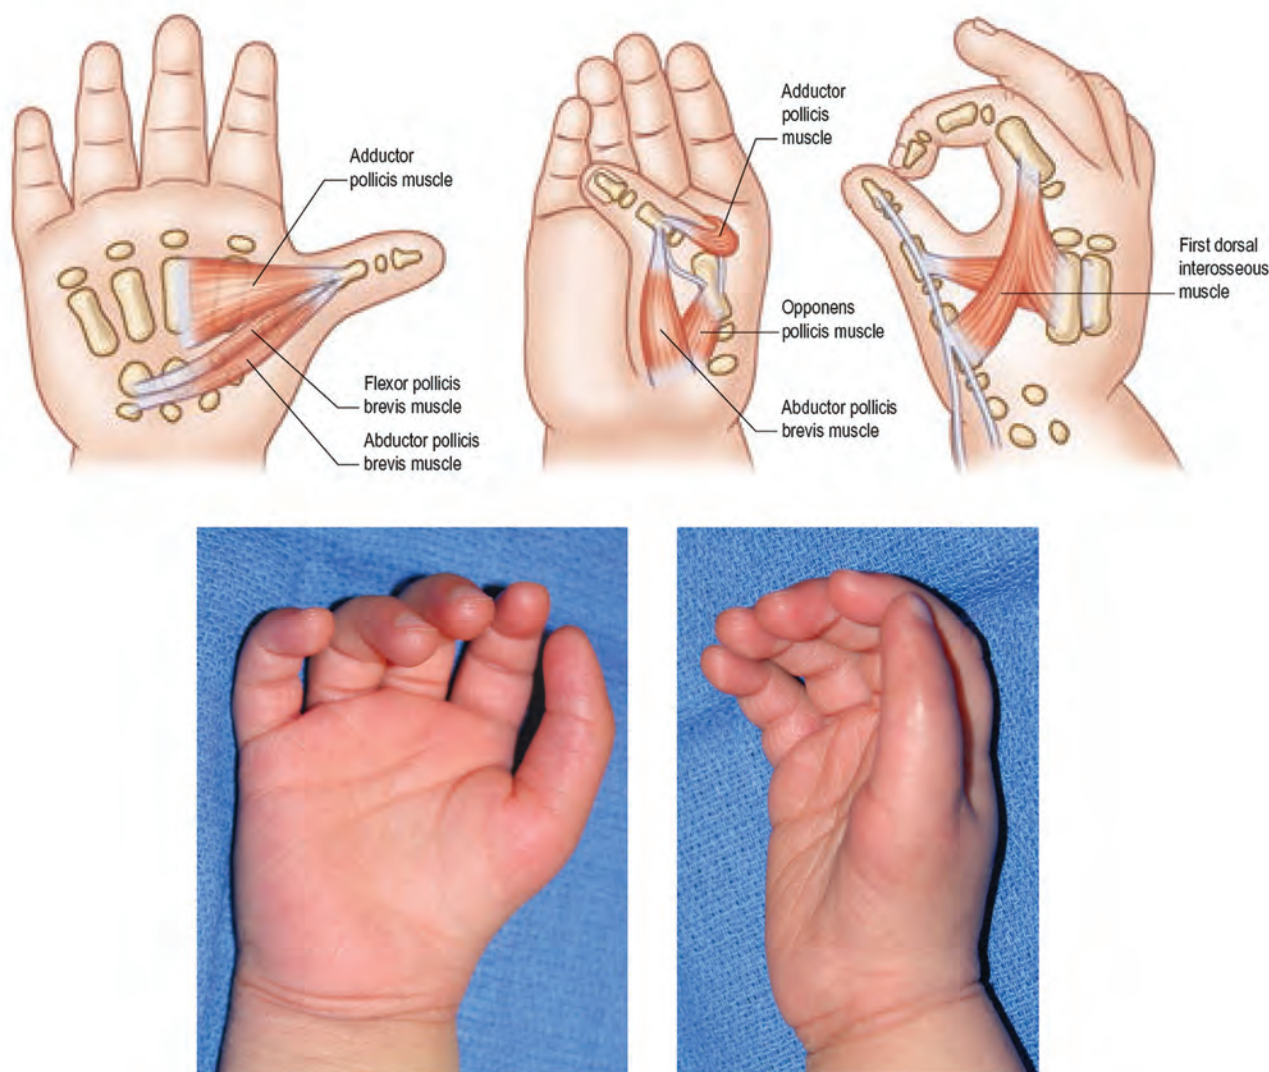 Adductor
pollicis muscle
Flexor pollicis
brevis muscle
Abductor pollicis
brevis muscle
Adductor
pollicis
muscle
Opponens
pollicis muscle
Abductor pollicis
brevis muscle
First dorsal
interosseous
muscle